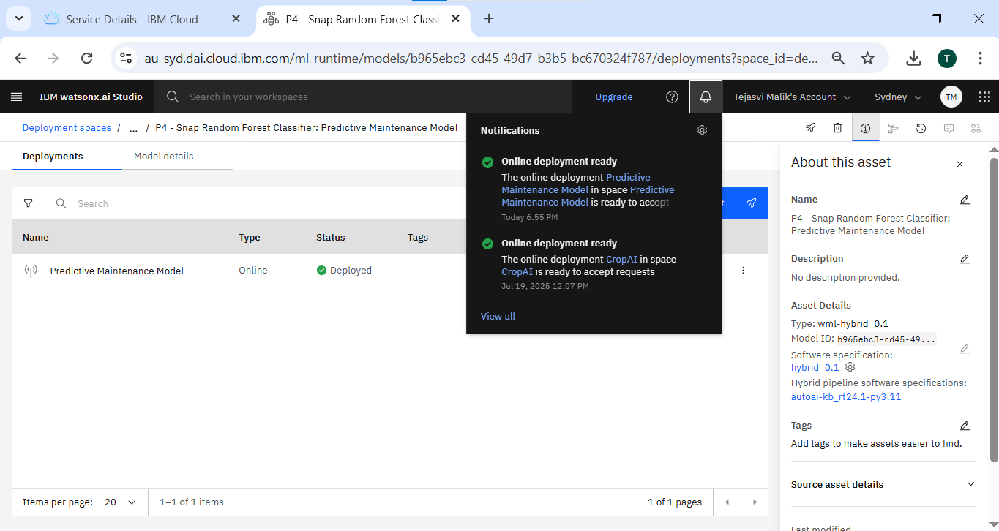 Service Details - IBM Cloud
P4 - Snap Random Forest Classi
au-syd.dai.cloud.ibm.com/ml-runtime/models/b965ebc3-cd45-49d7-b3b5-bc670324f787/deployments?space_id=de...
T
IBM watsonx.ai Studio
Search in your workspaces
Upgrade
Tejasvi Malik's Account
Sydney
TM
Deployment spaces / ... / P4 - Snap Random Forest Classifier: Predictive Maintenance Model
Deployments
Model details
Search
t
Name Type Status Tags
Predictive Maintenance Model Online Deployed
Items per page: 20
1–1 of 1 items
1 of 1 pages
Notifications
Online deployment ready
The online deployment Predictive
Maintenance Model in space Predictive
Maintenance Model is ready to accept
Today 6:55 PM
Online deployment ready
The online deployment CropAI in space
CropAI is ready to accept requests
Jul 19, 2025 12:07 PM
View all
About this asset
Name
P4 - Snap Random Forest Classifier:
Predictive Maintenance Model
Description
No description provided.
Asset Details
Type: wml-hybrid_0.1
Model ID: b965ebc3-cd45-49...
Software specification:
hybrid_0.1
Hybrid pipeline software specifications:
autoai-kb_rt24.1-py3.11
Tags
Add tags to make assets easier to find.
Source asset details
Last modified